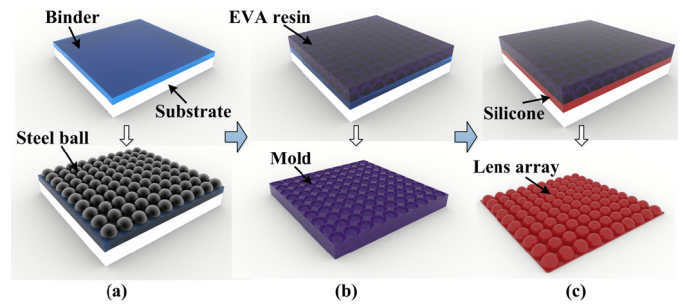 Binder
Substrate
Steel ball
(a)
EVA resin
Mold
(b)
Silicone
Lens array
(c)